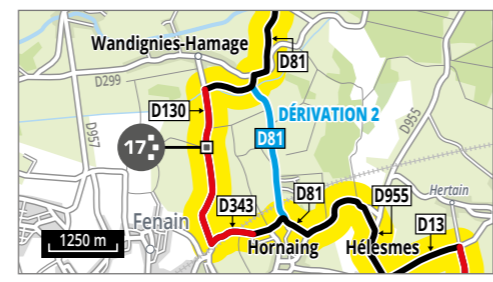 Wandignies-Hamage
D81
D299
D130
DÉRIVATION 2
D957
17
D81
D955
D343
D81
D955
Hertain
D13
Fenain
1250 m
Hornaing
Hélesmes